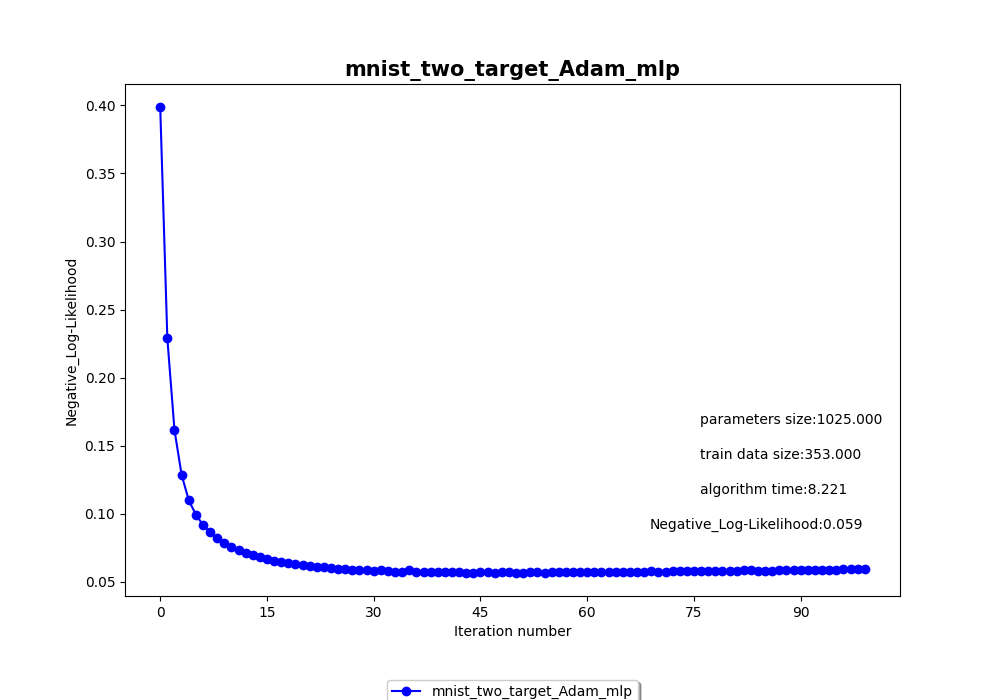 mnist_two_target_Adam_mlp
0.40
0.35
0.30
0.25
0.20
0.15
0.10
0.05
Negative_Log-Likelihood
parameters size:1025.000
train data size:353.000
algorithm time:8.221
Negative_Log-Likelihood:0.059
0 15 30 45 60 75 90
Iteration number
mnist_two_target_Adam_mlp